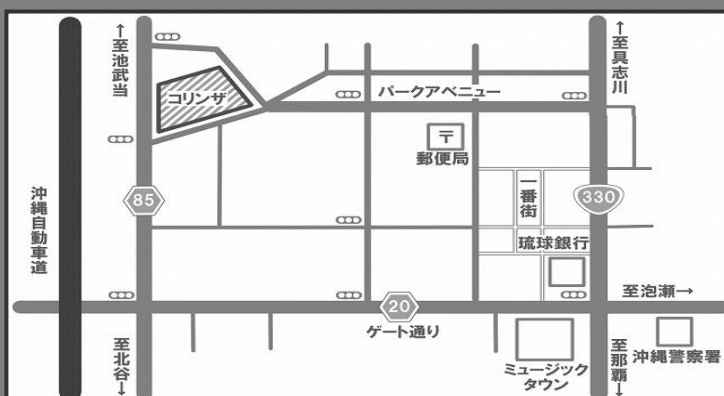 ↑至池武当
↑至具志川
コリンザ
パークアベニュー
〒
郵便局
一番街
沖縄自動車道
85
330
琉球銀行
至泡瀬→
20
ゲート通り
至北谷↓
ミュージック
タウン
至那覇↓
沖縄警察署